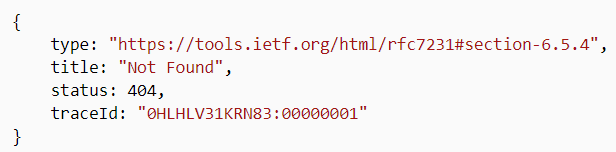 {
    type: "https://tools.ietf.org/html/rfc7231#section-6.5.4",
    title: "Not Found",
    status: 404,
    traceId: "0HLHLV31KRN83:00000001"
}